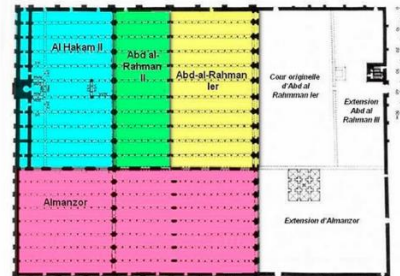 Al Hakam II
Abd al-
Rahman
II
Abd-al-Rahman
Ier
Cour originelle
d'Abd al
Rahmman Ier
Extension
Abd al
Rahman III
Almanzor
Extension d'Almanzor